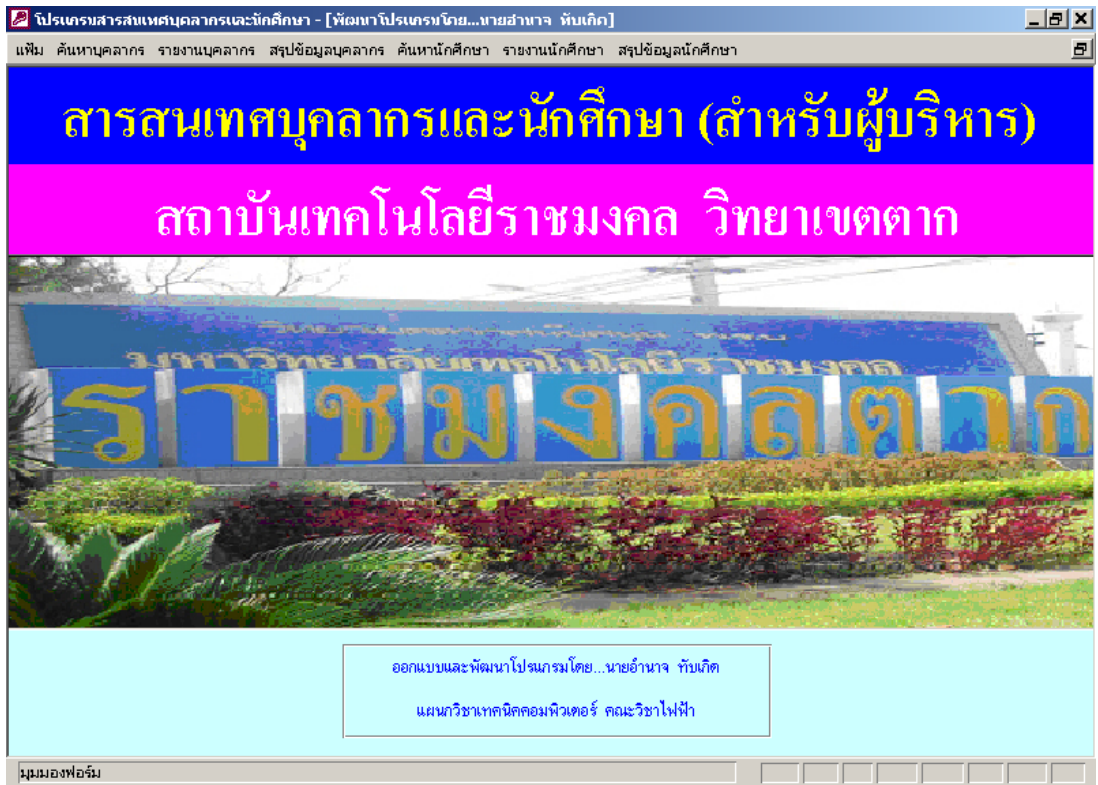 โปรแกรมสารสนเทศบุคลากรและนักศึกษา - [พัฒนาโปรแกรมโดย...นายอำนาจ ทับเกิด]
แฟ้ม ค้นหาบุคลากร รายงานบุคลากร สรุปข้อมูลบุคลากร ค้นหานักศึกษา รายงานนักศึกษา สรุปข้อมูลนักศึกษา
สารสนเทศบุคลากรและนักศึกษา (สำหรับผู้บริหาร)
สถาบันเทคโนโลยีราชมงคล วิทยาเขตตาก
มหาวิทยาลัยเทคโนโลยีราชมงคล
ราชมงคลตาก
ออกแบบและพัฒนาโปรแกรมโดย...นายอำนาจ ทับเกิด
แผนกวิชาเทคนิคคอมพิวเตอร์ คณะวิชาไฟฟ้า
มุมมองฟอร์ม